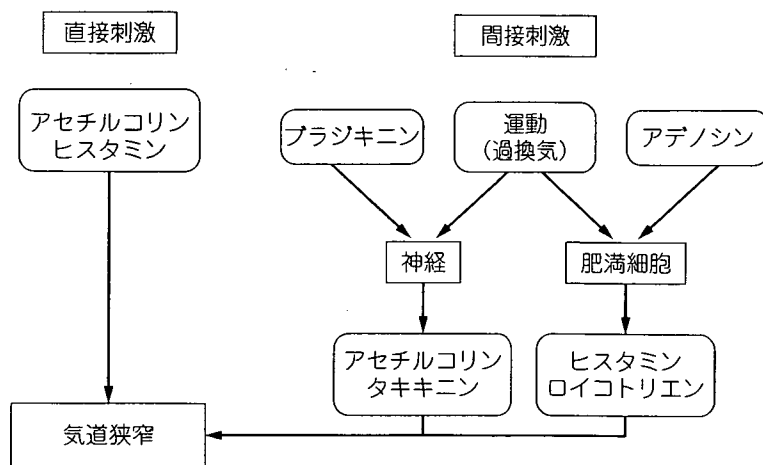 直接刺激
間接刺激
アセチルコリン
ヒスタミン
ブラジキニン
運動
(過換気)
アデノシン
神経
肥満細胞
アセチルコリン
タキキニン
ヒスタミン
ロイコトリエン
気道狭窄